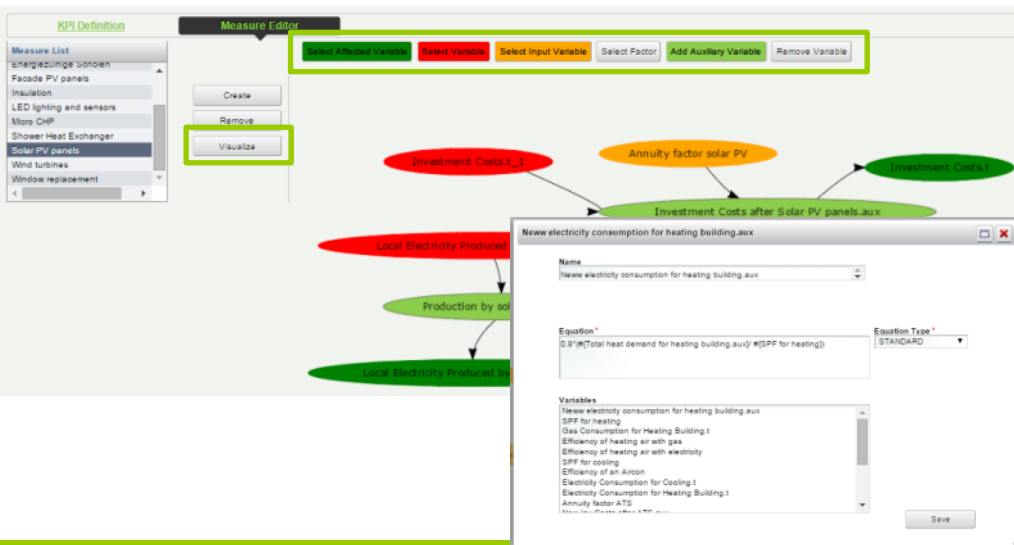 KPI Definition
Measure Editor
Measure List
Energiezuinige Scholen
Facade PV panels
Insulation
LED lighting and sensors
Micro CHP
Shower Heat Exchanger
Solar PV panels
Wind turbines
Window replacement
Create
Remove
Visualize
Select Affected Variable
Select Variable
Select Input Variable
Select Factor
Add Auxiliary Variable
Remove Variable
Investment Costs.t_1
Annuity factor solar PV
Investment Costs.t
Investment Costs after Solar PV panels.aux
Local Electricity Produced
Production by sol
Local Electricity Produced by
Neww electricity consumption for heating building.aux
Name
Neww electricity consumption for heating building.aux
Equation *
0.9*(#{Total heat demand for heating building.aux}/ #{SPF for heating})
Equation Type *
STANDARD
Variables
Neww electricity consumption for heating building.aux
SPF for heating
Gas Consumption for Heating Building.t
Efficiency of heating air with gas
Efficiency of heating air with electricity
SPF for cooling
Efficiency of an Aircon
Electricity Consumption for Cooling.t
Electricity Consumption for Heating Building.t
Annuity factor ATS
Costs after ATS
Save